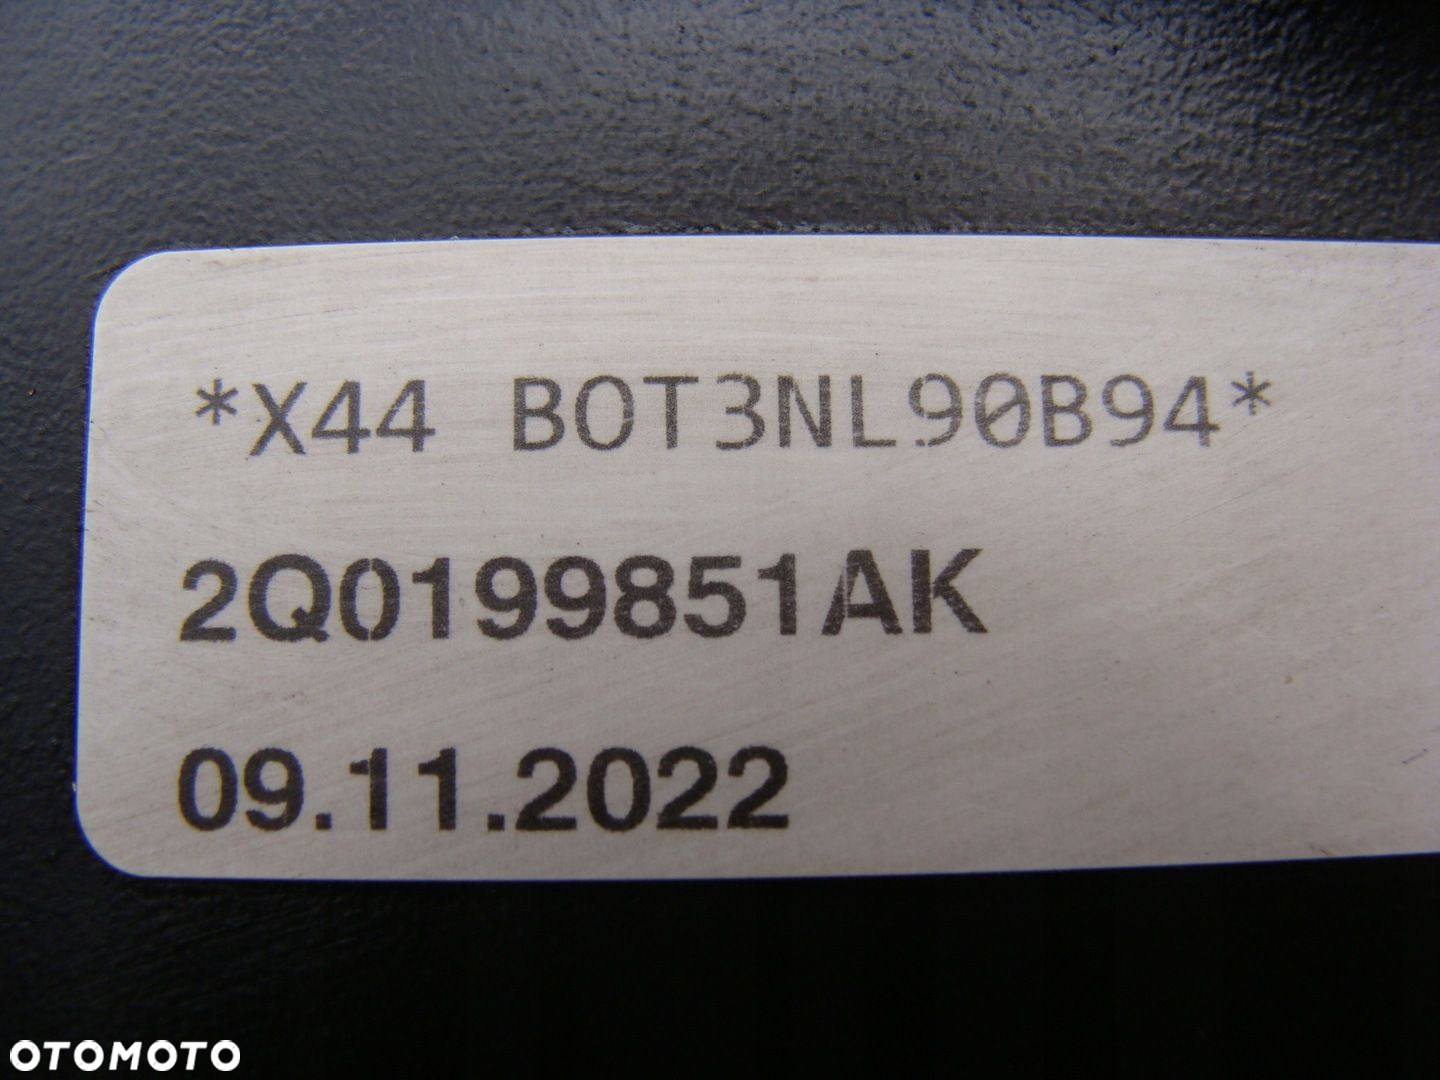 *X44 BOT3NL90B94*
2Q0199851AK
09.11.2022
OTOMOTO